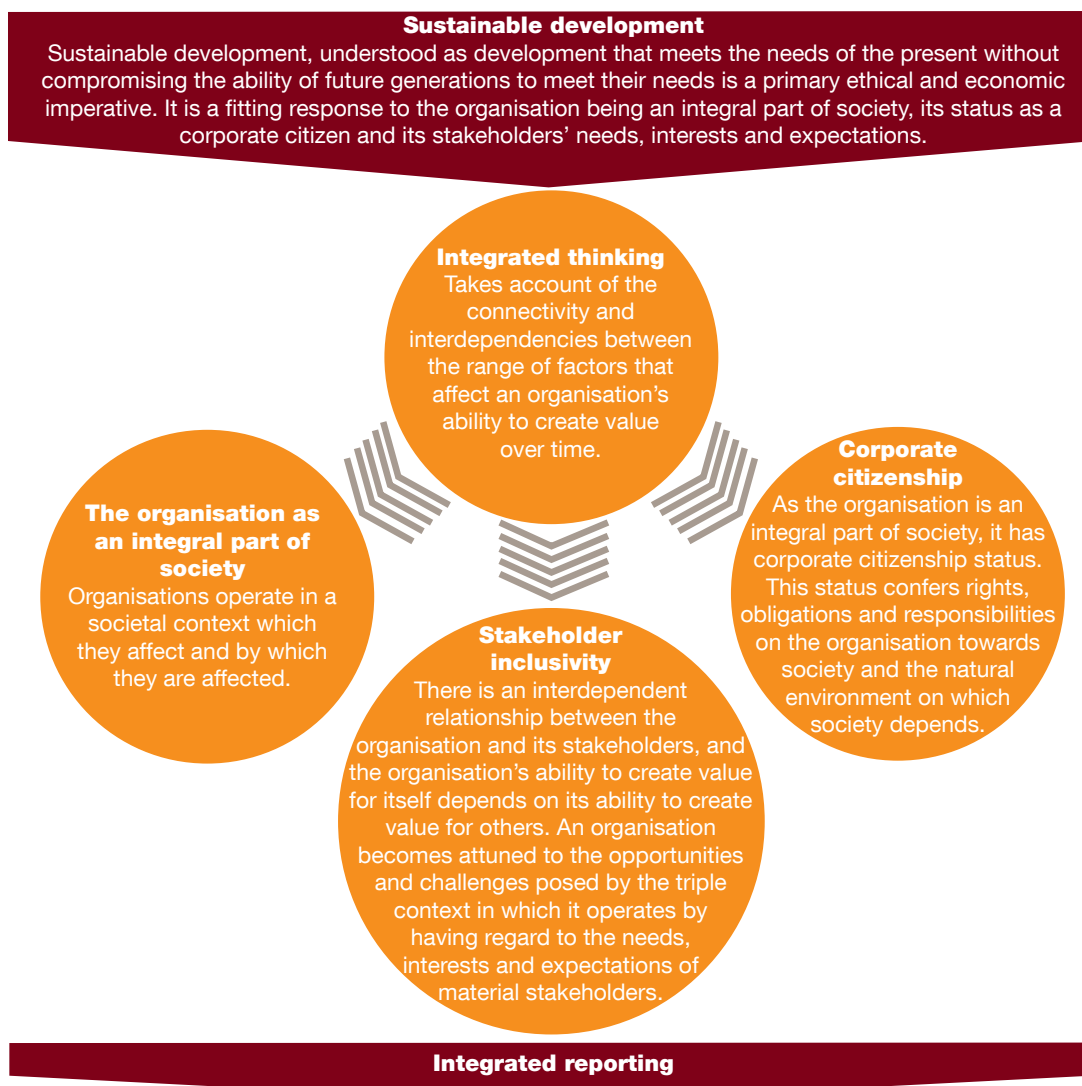 Sustainable development
Sustainable development, understood as development that meets the needs of the present without
compromising the ability of future generations to meet their needs is a primary ethical and economic
imperative. It is a fitting response to the organisation being an integral part of society, its status as a
corporate citizen and its stakeholders’ needs, interests and expectations.
Integrated thinking
Takes account of the
connectivity and
interdependencies between
the range of factors that
affect an organisation’s
ability to create value
over time.
The organisation as
an integral part of
society
Organisations operate in a
societal context which
they affect and by which
they are affected.
Corporate
citizenship
As the organisation is an
integral part of society, it has
corporate citizenship status.
This status confers rights,
obligations and responsibilities
on the organisation towards
society and the natural
environment on which
society depends.
Stakeholder
inclusivity
There is an interdependent
relationship between the
organisation and its stakeholders, and
the organisation’s ability to create value
for itself depends on its ability to create
value for others. An organisation
becomes attuned to the opportunities
and challenges posed by the triple
context in which it operates by
having regard to the needs,
interests and expectations of
material stakeholders.
Integrated reporting